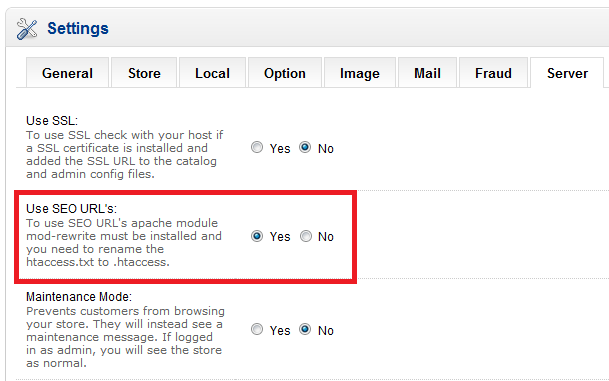 Settings
General Store Local Option Image Mail Fraud Server
Use SSL:
To use SSL check with your host if
a SSL certificate is installed and
added the SSL URL to the catalog
and admin config files.
Yes No
Use SEO URL's:
To use SEO URL's apache module
mod-rewrite must be installed and
you need to rename the
htaccess.txt to .htaccess.
Yes No
Maintenance Mode:
Prevents customers from browsing
your store. They will instead see a
maintenance message. If logged
in as admin, you will see the store
as normal.
Yes No